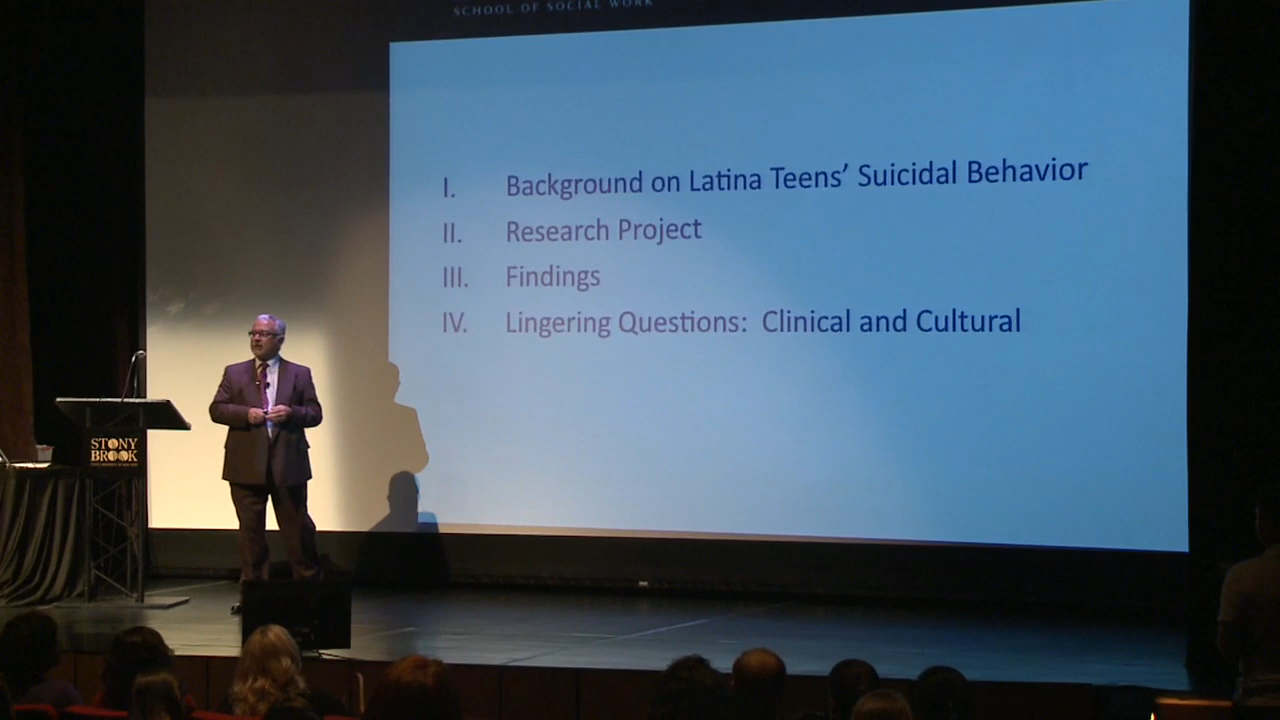 SCHOOL OF SOCIAL WORK
I. Background on Latina Teens’ Suicidal Behavior
II. Research Project
III. Findings
IV. Lingering Questions: Clinical and Cultural
STONY
BROOK